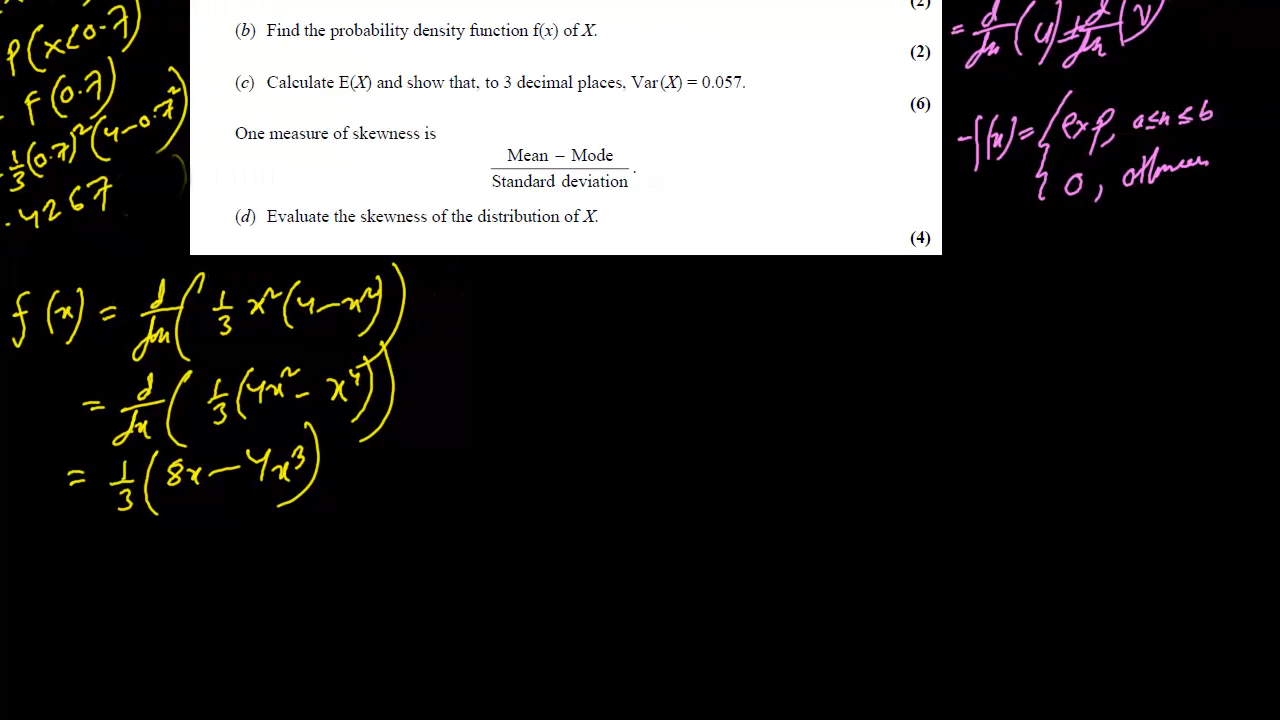 P(x<0.7)
F(0.7)
1/3(0.7)²(4-0.7²)
.4267
(2)
(b) Find the probability density function f(x) of X.
(2)
(c) Calculate E(X) and show that, to 3 decimal places, Var(X) = 0.057.
(6)
One measure of skewness is
Mean − Mode
Standard deviation
.
(d) Evaluate the skewness of the distribution of X.
(4)
= d/dx (u) ± d/dx (v)
f(x) = { exp, a≤x≤b
0,
f(x) = d/dx ( 1/3 x²(4-x²))
= d/dx ( 1/3 (4x² - x⁴))
= 1/3 (8x - 4x³)